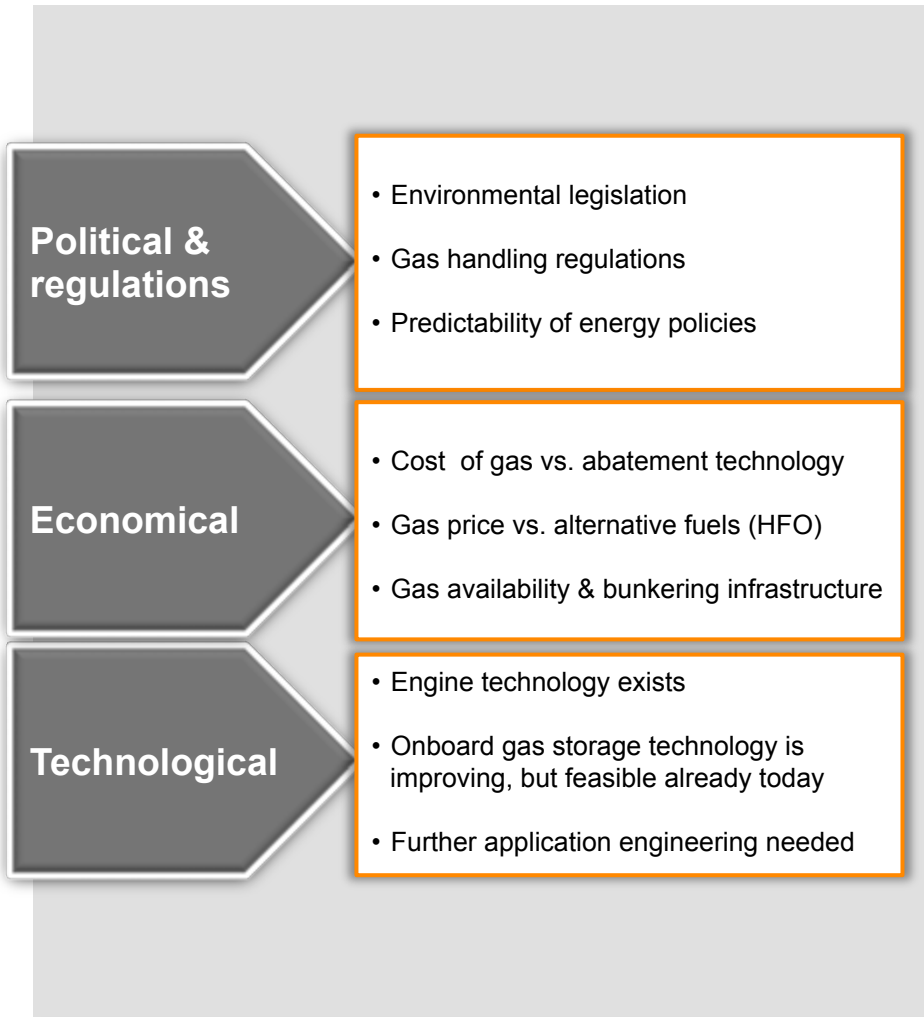 Political &
regulations
• Environmental legislation
• Gas handling regulations
• Predictability of energy policies
Economical
• Cost  of gas vs. abatement technology
• Gas price vs. alternative fuels (HFO)
• Gas availability & bunkering infrastructure
Technological
• Engine technology exists
• Onboard gas storage technology is
improving, but feasible already today
• Further application engineering needed